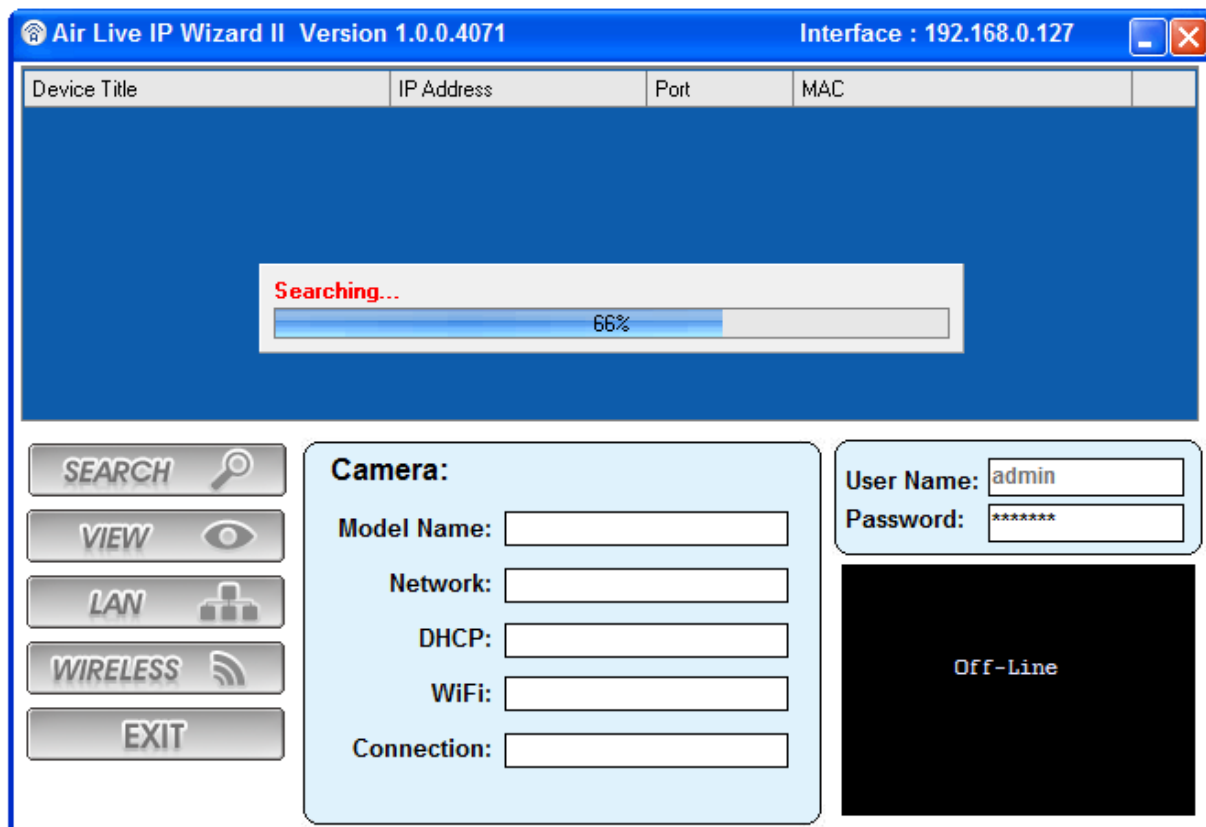 Air Live IP Wizard II Version 1.0.0.4071 Interface : 192.168.0.127
Device Title IP Address Port MAC
Searching...
66%
SEARCH
VIEW
LAN
WIRELESS
EXIT
Camera:
Model Name:
Network:
DHCP:
WiFi:
Connection:
User Name: admin
Password: *******
Off-Line